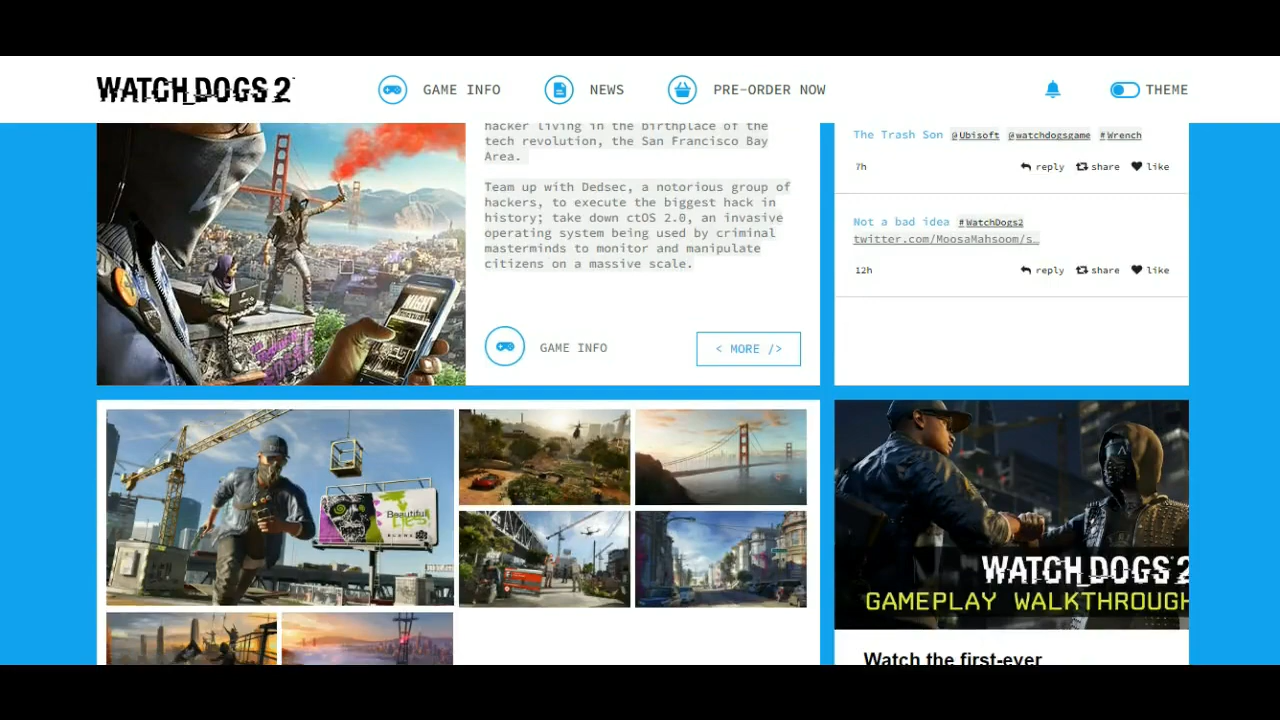 WATCH_DOGS 2
GAME INFO
NEWS
PRE-ORDER NOW
THEME
hacker living in the birthplace of the
tech revolution, the San Francisco Bay
Area.
Team up with Dedsec, a notorious group of
hackers, to execute the biggest hack in
history; take down ctOS 2.0, an invasive
operating system being used by criminal
masterminds to monitor and manipulate
citizens on a massive scale.
GAME INFO
< MORE />
The Trash Son @Ubisoft @watchdogsgame #Wrench
7h
reply
share
like
Not a bad idea #WatchDogs2
twitter.com/MoosaMahsoom/s…
12h
reply
share
like
Beautiful
LIES!
WATCH_DOGS 2
GAMEPLAY WALKTHROUGH
Watch the first-ever